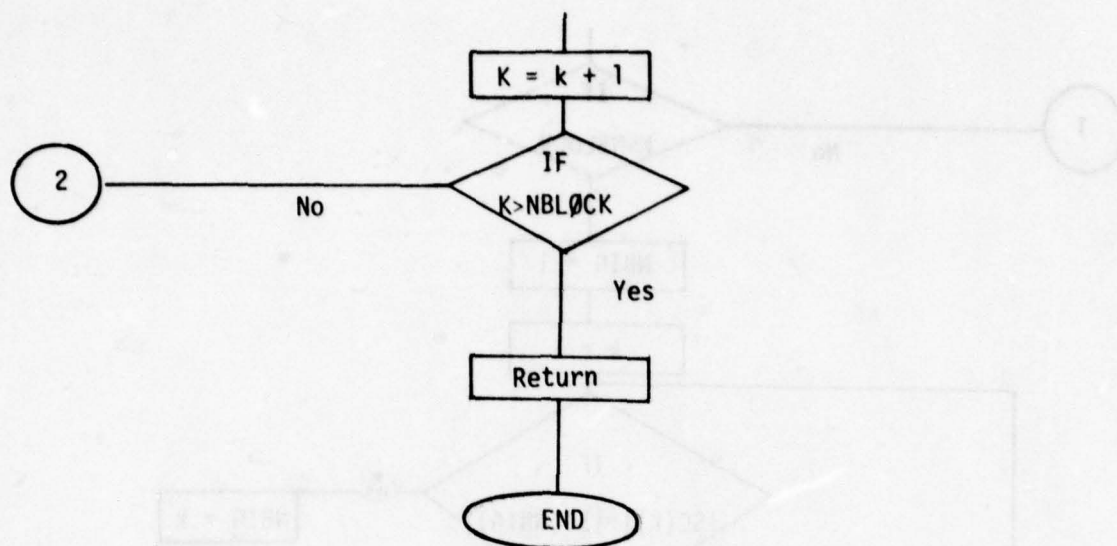 K = k + 1
IF
K>NBLØCK
2
No
Yes
Return
END